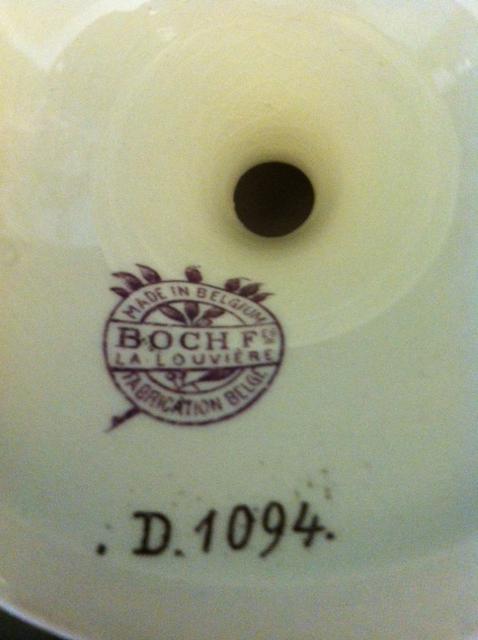 MADE IN BELGIUM
BOCH Fres
LA LOUVIÈRE
FABRICATION BELGE
. D. 1094.